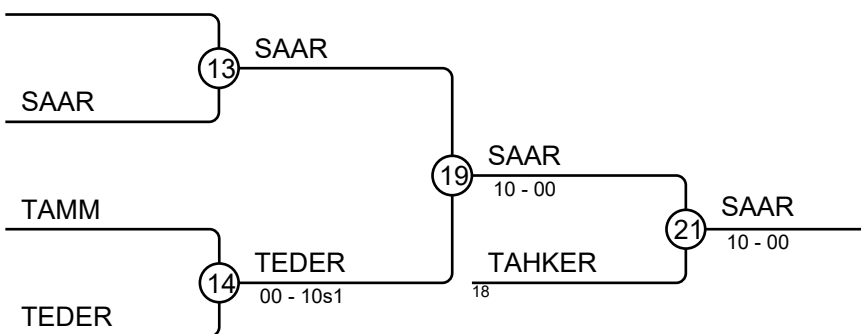 SAAR
13
SAAR
SAAR
19
10 - 00
SAAR
TAMM
21
10 - 00
TEDER
TAHKER
14
00 - 10s1
18
TEDER